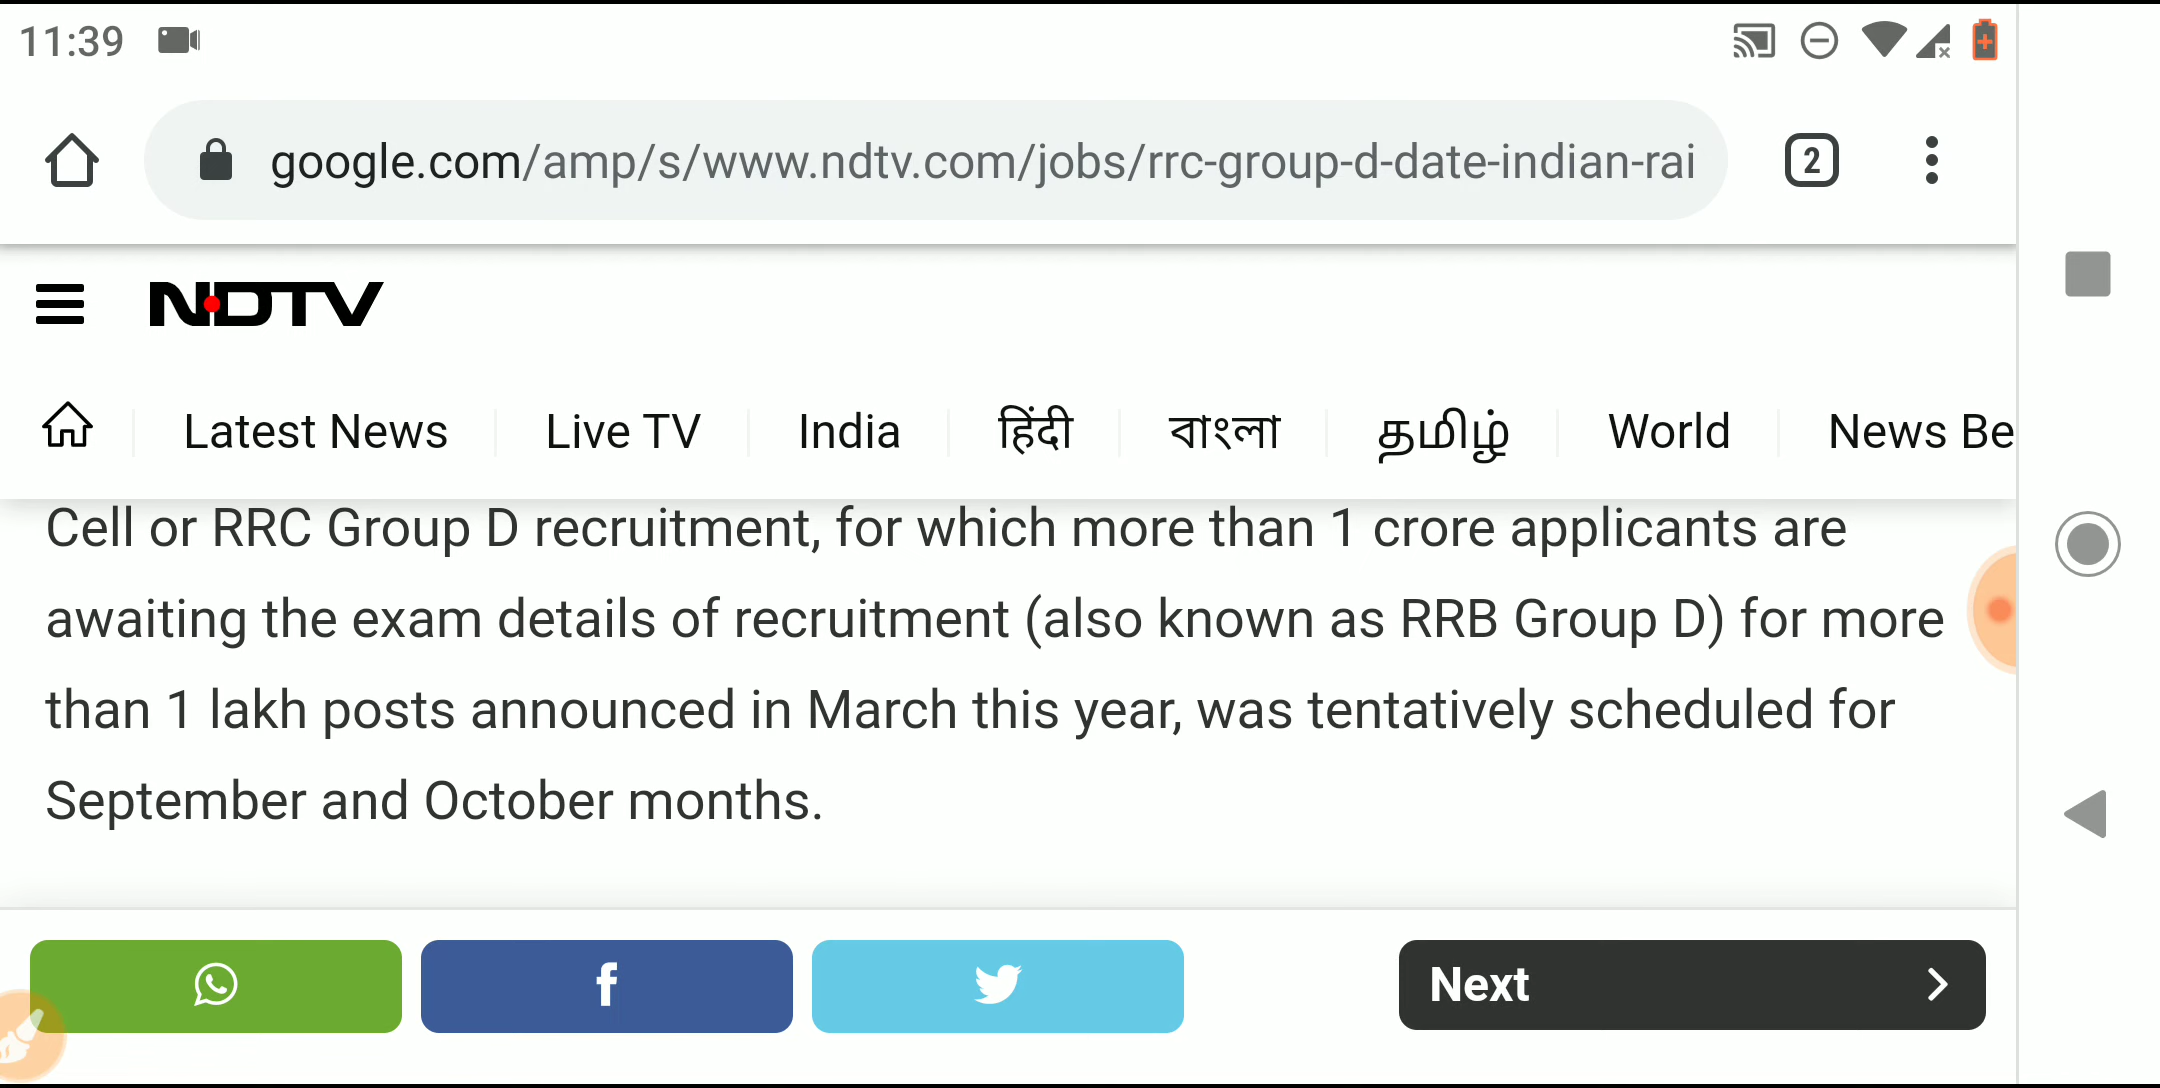 11:39
google.com/amp/s/www.ndtv.com/jobs/rrc-group-d-date-indian-rai
2
NDTV
Latest News Live TV India हिंदी বাংলা தமிழ் World News Be
Cell or RRC Group D recruitment, for which more than 1 crore applicants are
awaiting the exam details of recruitment (also known as RRB Group D) for more
than 1 lakh posts announced in March this year, was tentatively scheduled for
September and October months.
f
Next